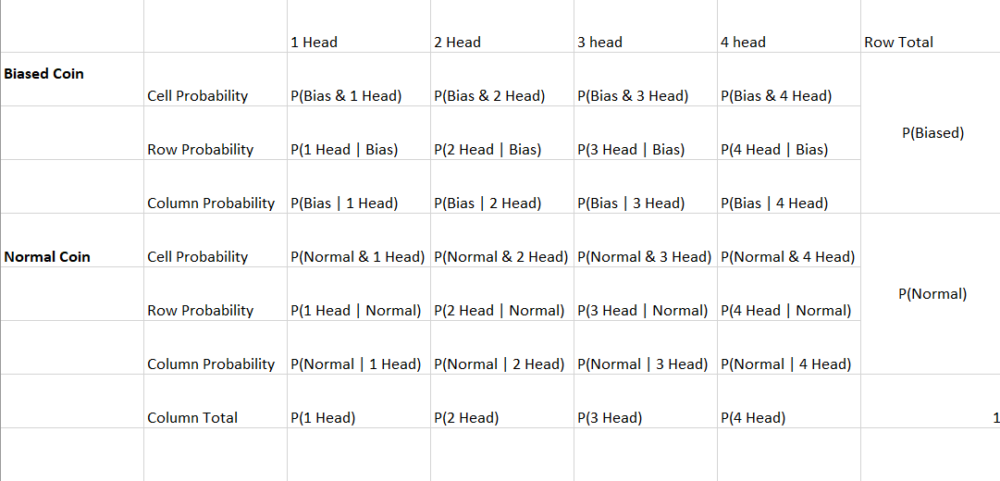 1 Head 2 Head 3 head 4 head Row Total
Biased Coin
Cell Probability P(Bias & 1 Head) P(Bias & 2 Head) P(Bias & 3 Head) P(Bias & 4 Head)
P(Biased)
Row Probability P(1 Head | Bias) P(2 Head | Bias) P(3 Head | Bias) P(4 Head | Bias)
Column Probability P(Bias | 1 Head) P(Bias | 2 Head) P(Bias | 3 Head) P(Bias | 4 Head)
Normal Coin Cell Probability P(Normal & 1 Head) P(Normal & 2 Head) P(Normal & 3 Head) P(Normal & 4 Head)
P(Normal)
Row Probability P(1 Head | Normal) P(2 Head | Normal) P(3 Head | Normal) P(4 Head | Normal)
Column Probability P(Normal | 1 Head) P(Normal | 2 Head) P(Normal | 3 Head) P(Normal | 4 Head)
Column Total P(1 Head) P(2 Head) P(3 Head) P(4 Head) 1